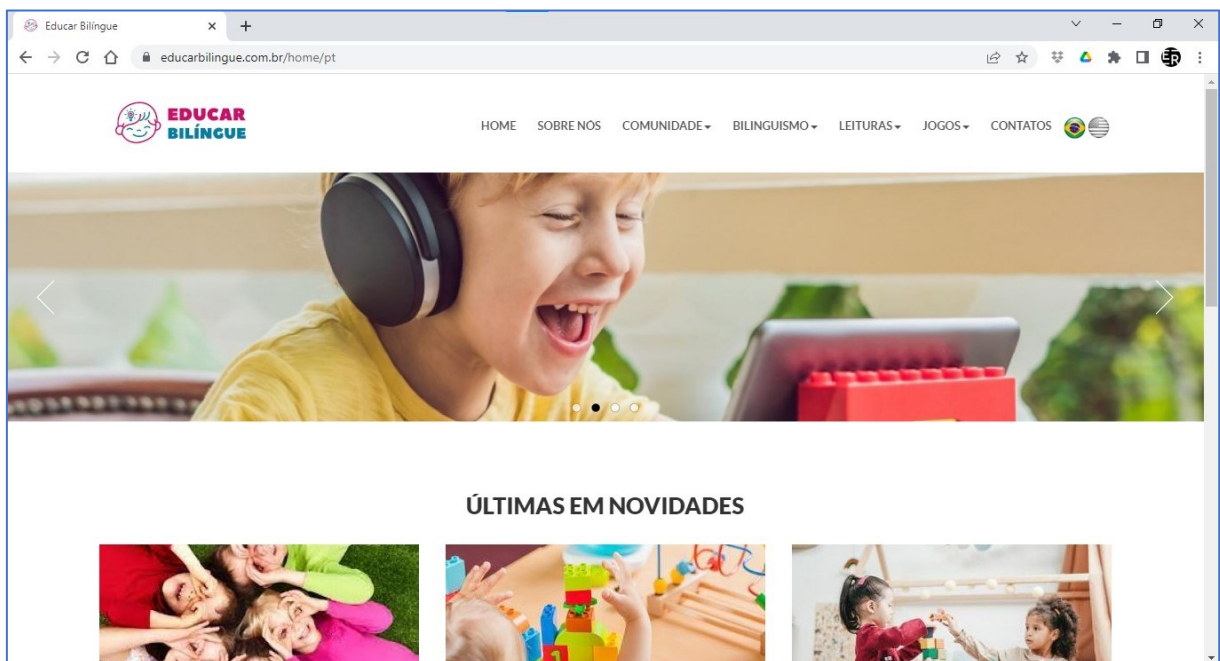 Educar Bilíngue
educarbilingue.com.br/home/pt
EDUCAR
BILÍNGUE
HOME SOBRE NÓS COMUNIDADE BILINGUISMO LEITURAS JOGOS CONTATOS
ÚLTIMAS EM NOVIDADES